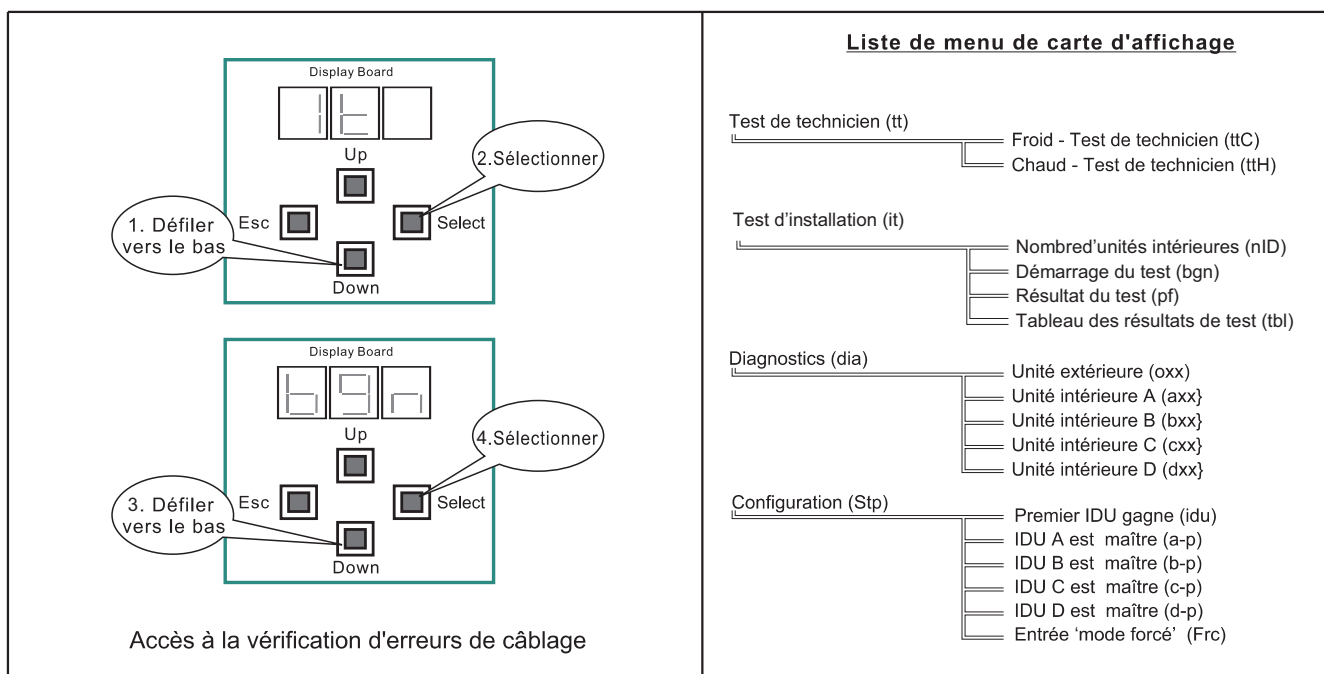 Display Board
1t
Up
2.Sélectionner
1. Défiler
vers le bas
Esc
Select
Down
Display Board
bgn
Up
4.Sélectionner
3. Défiler
vers le bas
Esc
Select
Down
Accès à la vérification d'erreurs de câblage
Liste de menu de carte d'affichage
Test de technicien (tt)
Froid - Test de technicien (ttC)
Chaud - Test de technicien (ttH)
Test d'installation (it)
Nombred'unités intérieures (nID)
Démarrage du test (bgn)
Résultat du test (pf)
Tableau des résultats de test (tbl)
Diagnostics (dia)
Unité extérieure (oxx)
Unité intérieure A (axx}
Unité intérieure B (bxx}
Unité intérieure C (cxx}
Unité intérieure D (dxx}
Configuration (Stp)
Premier IDU gagne (idu)
IDU A est maître (a-p)
IDU B est maître (b-p)
IDU C est maître (c-p)
IDU D est maître (d-p)
Entrée ‘mode forcé’ (Frc)